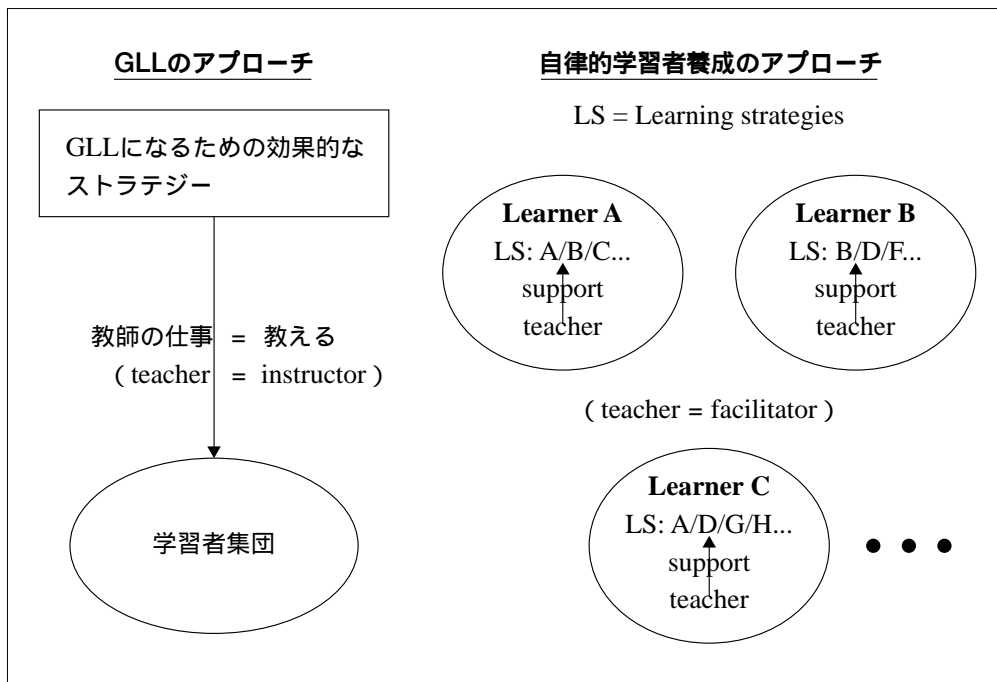 GLLのアプローチ
GLLになるための効果的な
ストラテジー
教師の仕事 = 教える
( teacher = instructor )
学習者集団
自律的学習者養成のアプローチ
LS = Learning strategies
Learner A
LS: A/B/C...
support
teacher
Learner B
LS: B/D/F...
support
teacher
( teacher = facilitator )
Learner C
LS: A/D/G/H...
support
teacher
● ● ●